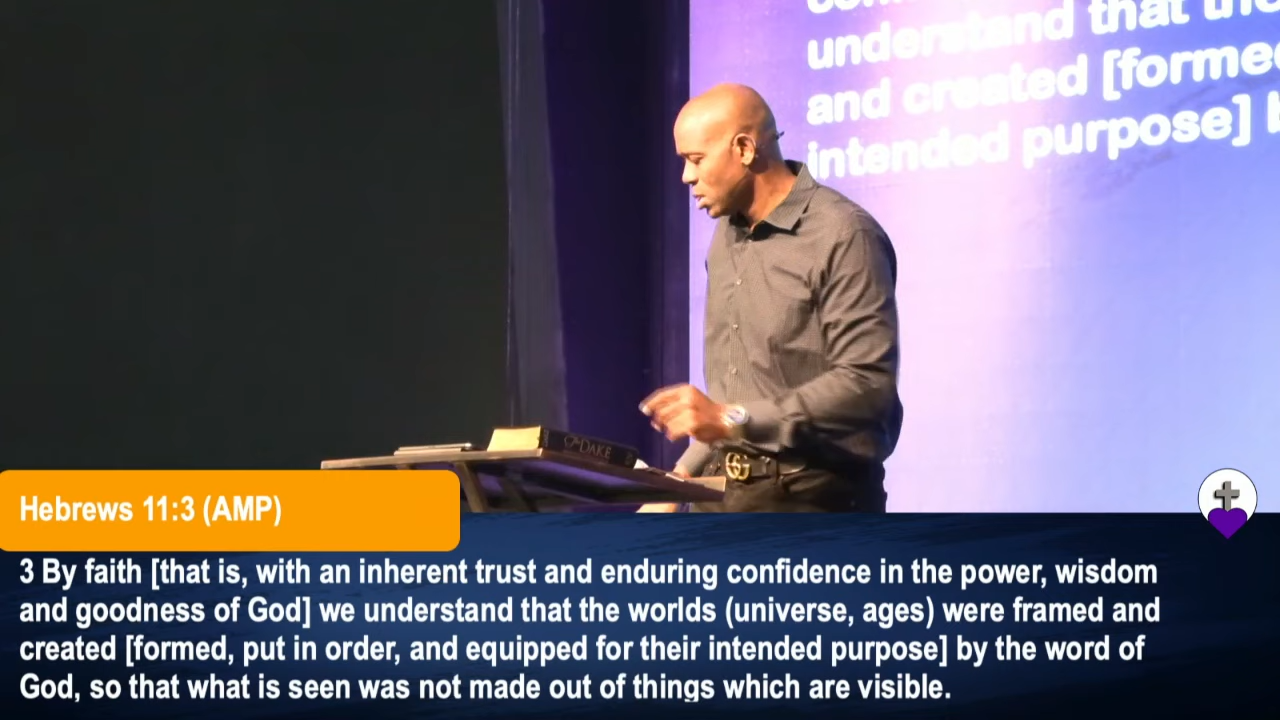 understand that the
and created [forme
intended purpose]
DAKE
Hebrews 11:3 (AMP)
3 By faith [that is, with an inherent trust and enduring confidence in the power, wisdom
and goodness of God] we understand that the worlds (universe, ages) were framed and
created [formed, put in order, and equipped for their intended purpose] by the word of
God, so that what is seen was not made out of things which are visible.